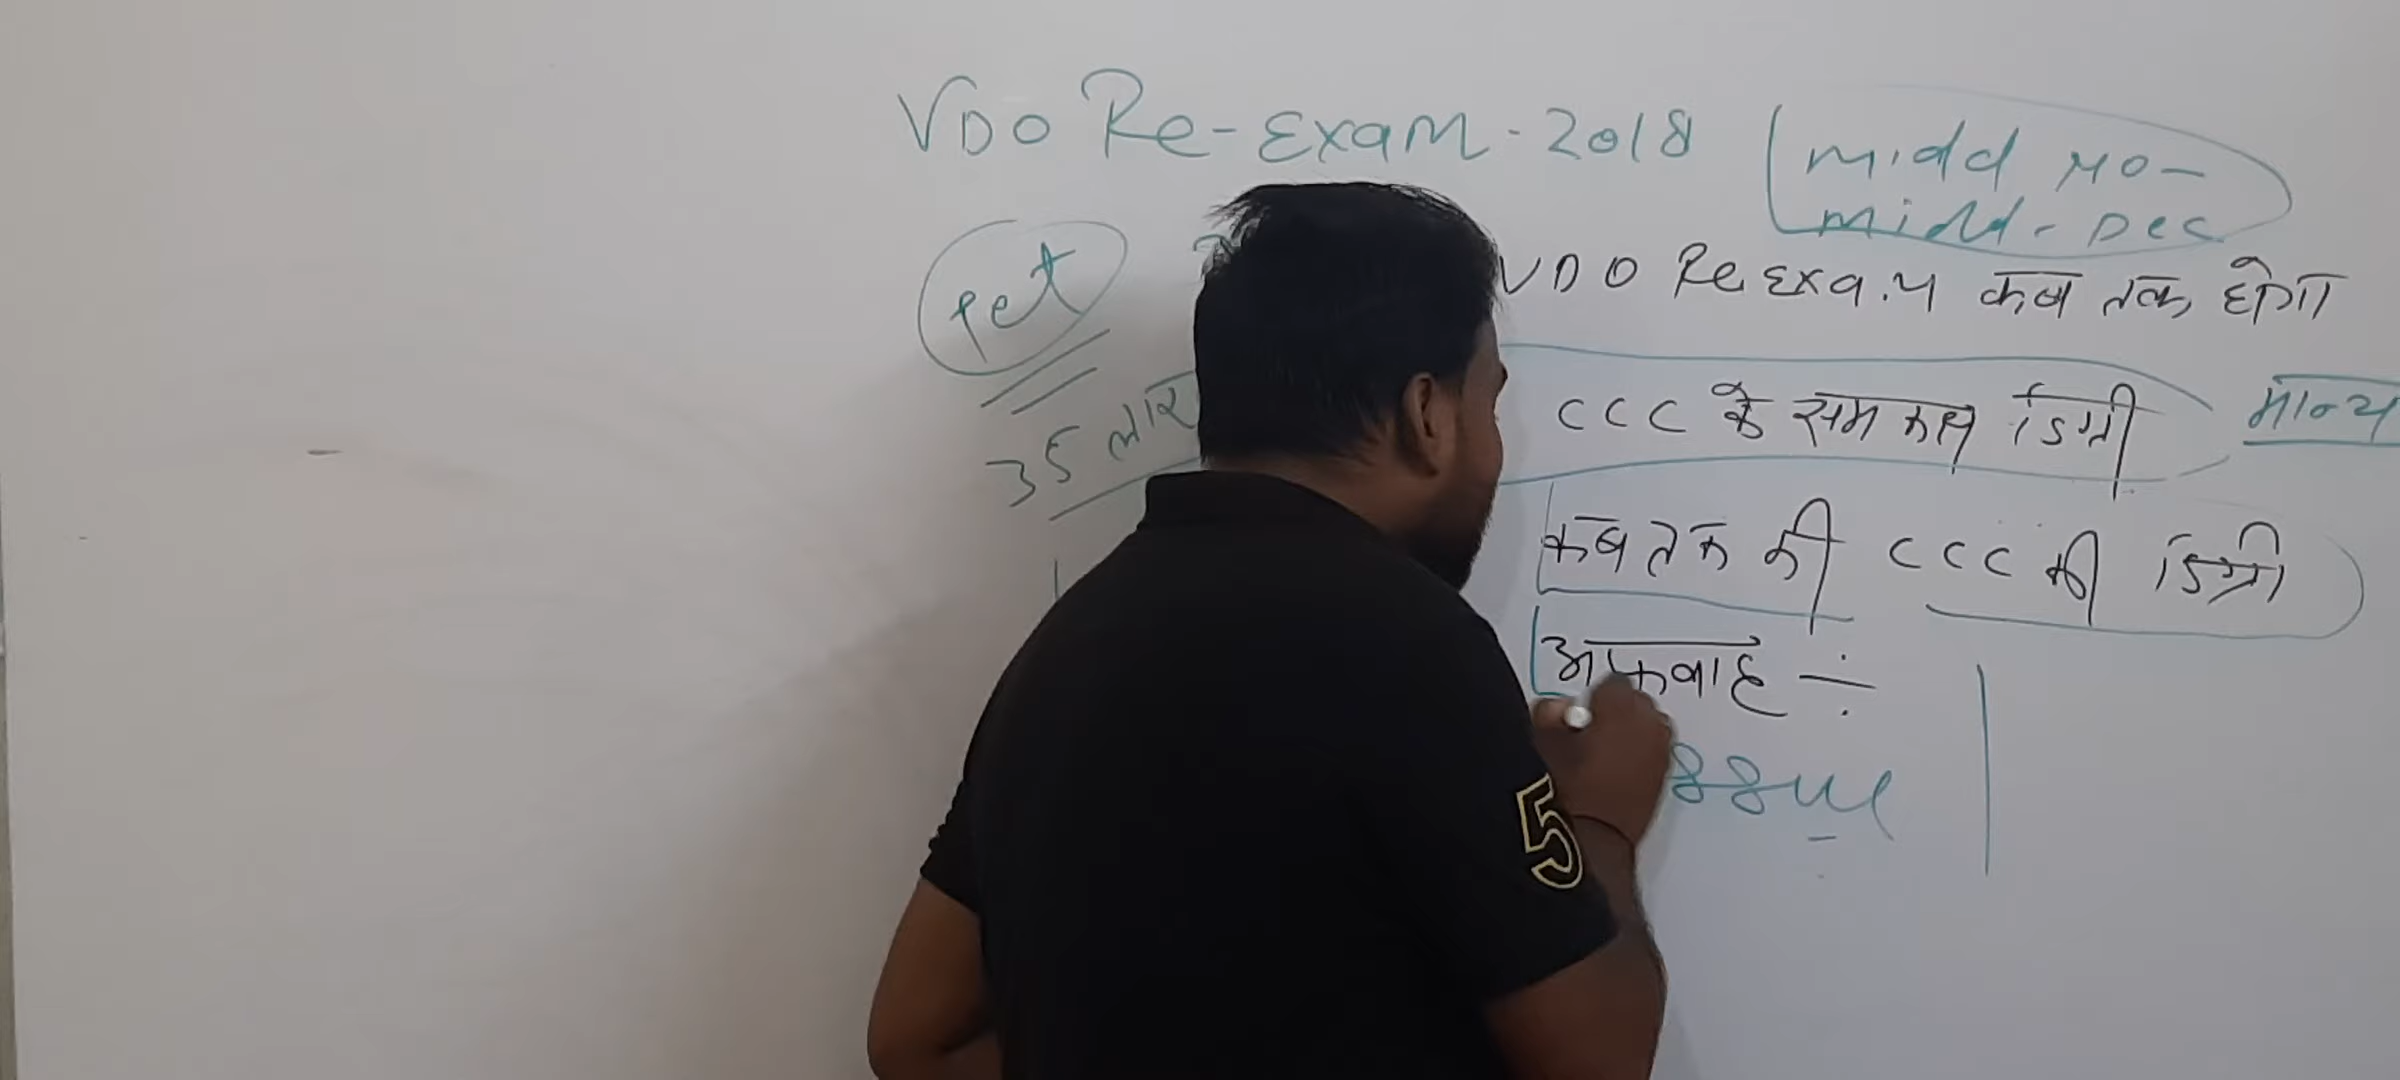 VDO Re-Exam-2018
midd No-
midd-Dec
pet
VDO Re Exam कब तक होगा
35 लाख
CCC के समकक्ष डिग्री
मान्य
कब तक की CCC की डिग्री
अफवाह ÷
5